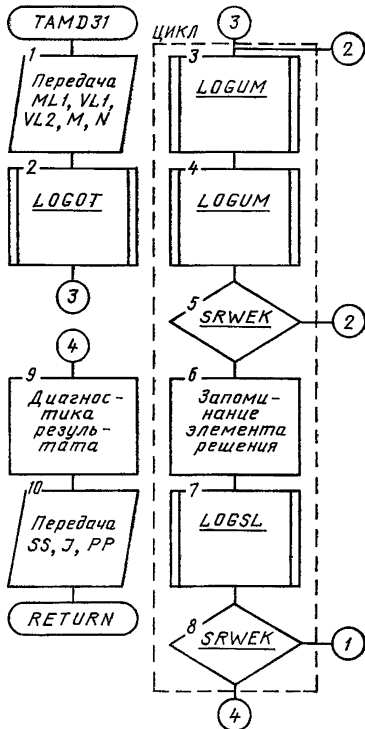 TAMD31
1
Передача
ML1, VL1,
VL2, M, N
2
LOGOT
3
4
9
Диагнос-
тика
резуль-
тата
10
Передача
SS, J, PP
RETURN
ЦИКЛ
3
2
3
LOGUM
4
LOGUM
5
SRWEK
2
6
Запоми-
нание
элемента
решения
7
LOGSL
8
SRWEK
1
4